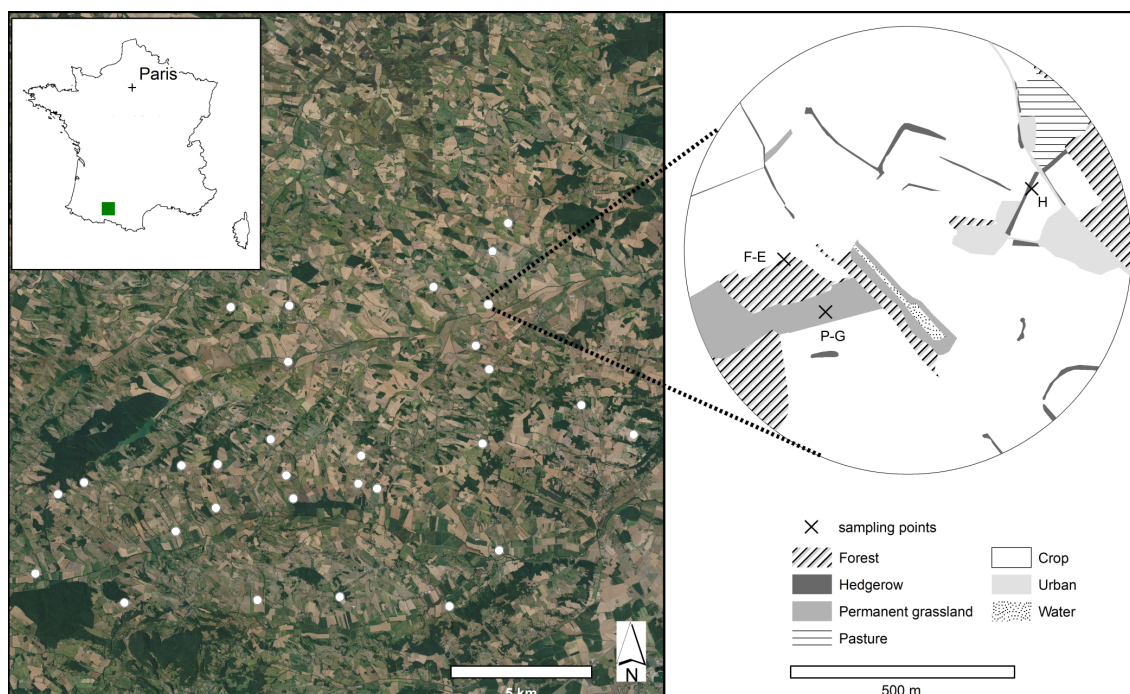 Paris
N
5 km
F-E
P-G
H
sampling points
Forest
Hedgerow
Permanent grassland
Pasture
Crop
Urban
Water
500 m